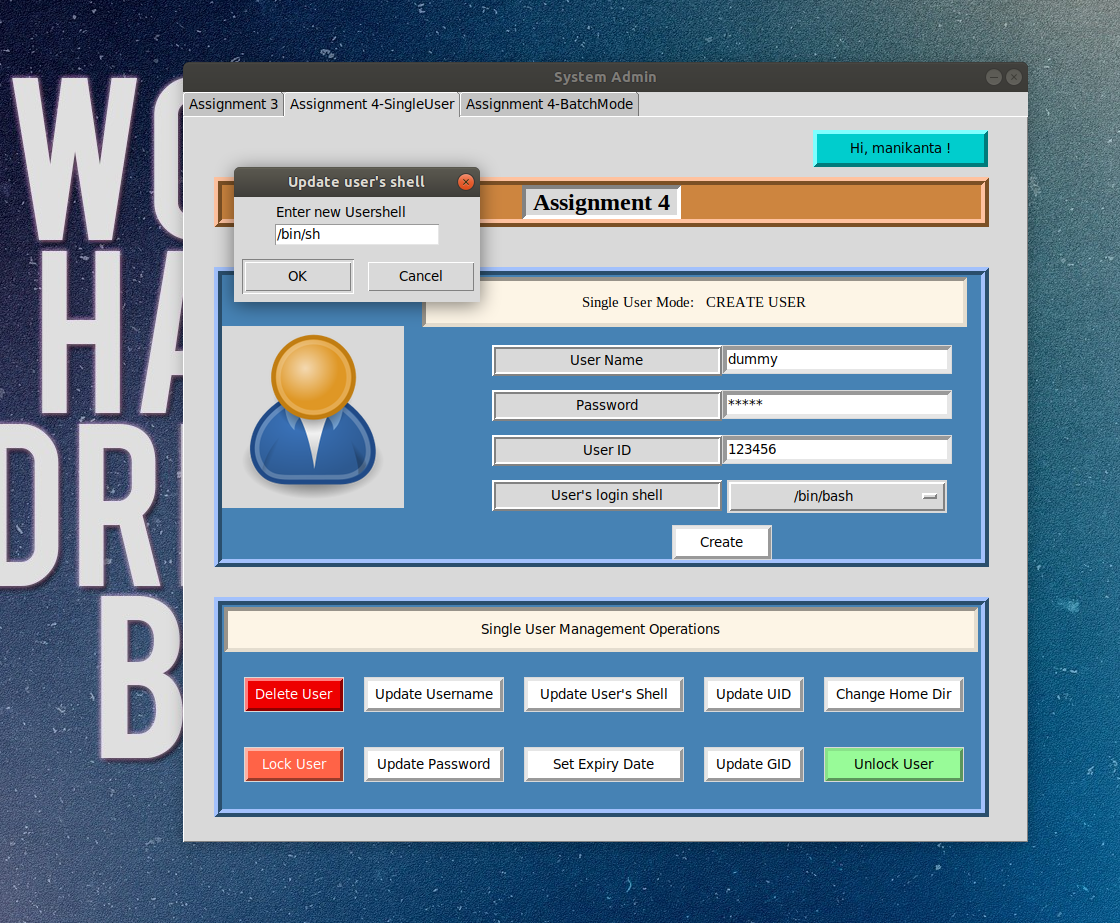 System Admin
Assignment 3
Assignment 4-SingleUser
Assignment 4-BatchMode
Hi, manikanta !
Update user's shell
Enter new Usershell
/bin/sh
OK
Cancel
Assignment 4
Single User Mode: CREATE USER
User Name
dummy
Password
*****
User ID
123456
User's login shell
/bin/bash
Create
Single User Management Operations
Delete User
Update Username
Update User's Shell
Update UID
Change Home Dir
Lock User
Update Password
Set Expiry Date
Update GID
Unlock User